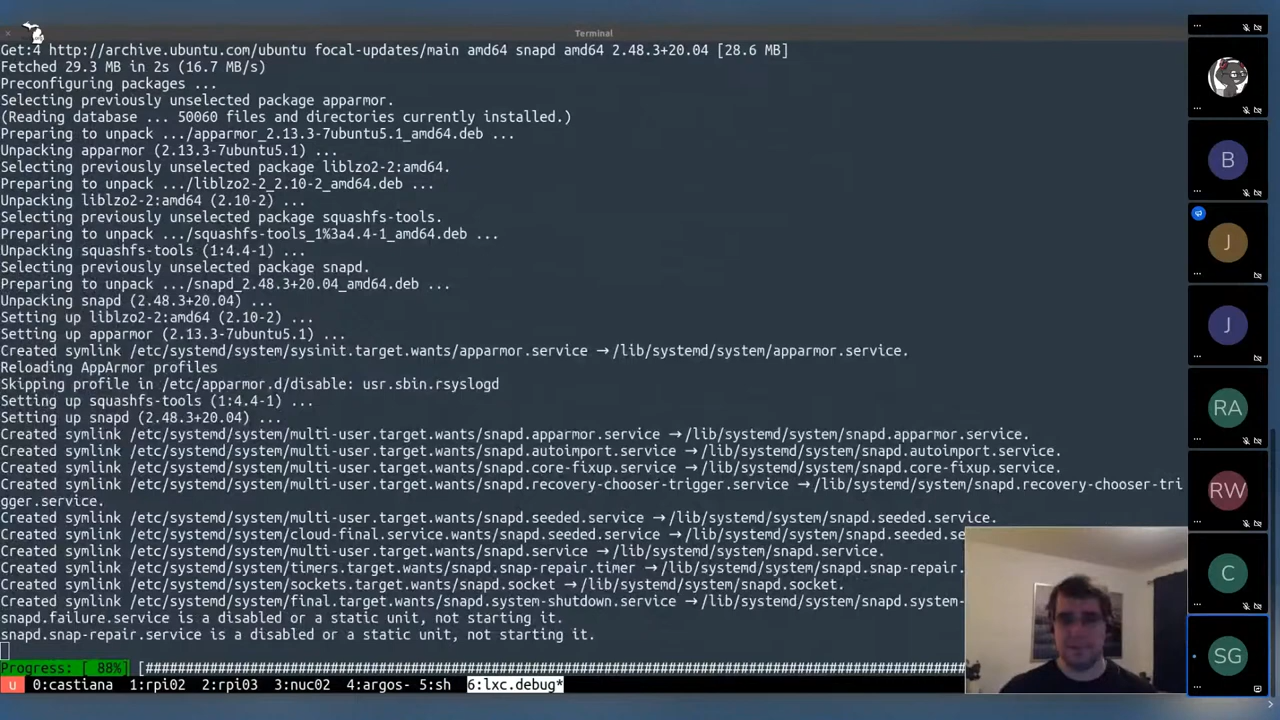 Terminal
Get:4 http://archive.ubuntu.com/ubuntu focal-updates/main amd64 snapd amd64 2.48.3+20.04 [28.6 MB]
Fetched 29.3 MB in 2s (16.7 MB/s)
Preconfiguring packages ...
Selecting previously unselected package apparmor.
(Reading database ... 50060 files and directories currently installed.)
Preparing to unpack .../apparmor_2.13.3-7ubuntu5.1_amd64.deb ...
Unpacking apparmor (2.13.3-7ubuntu5.1) ...
Selecting previously unselected package liblzo2-2:amd64.
Preparing to unpack .../liblzo2-2_2.10-2_amd64.deb ...
Unpacking liblzo2-2:amd64 (2.10-2) ...
Selecting previously unselected package squashfs-tools.
Preparing to unpack .../squashfs-tools_1%3a4.4-1_amd64.deb ...
Unpacking squashfs-tools (1:4.4-1) ...
Selecting previously unselected package snapd.
Preparing to unpack .../snapd_2.48.3+20.04_amd64.deb ...
Unpacking snapd (2.48.3+20.04) ...
Setting up liblzo2-2:amd64 (2.10-2) ...
Setting up apparmor (2.13.3-7ubuntu5.1) ...
Created symlink /etc/systemd/system/sysinit.target.wants/apparmor.service → /lib/systemd/system/apparmor.service.
Reloading AppArmor profiles
Skipping profile in /etc/apparmor.d/disable: usr.sbin.rsyslogd
Setting up squashfs-tools (1:4.4-1) ...
Setting up snapd (2.48.3+20.04) ...
Created symlink /etc/systemd/system/multi-user.target.wants/snapd.apparmor.service → /lib/systemd/system/snapd.apparmor.service.
Created symlink /etc/systemd/system/multi-user.target.wants/snapd.autoimport.service → /lib/systemd/system/snapd.autoimport.service.
Created symlink /etc/systemd/system/multi-user.target.wants/snapd.core-fixup.service → /lib/systemd/system/snapd.core-fixup.service.
Created symlink /etc/systemd/system/multi-user.target.wants/snapd.recovery-chooser-trigger.service → /lib/systemd/system/snapd.recovery-chooser-tri
gger.service.
Created symlink /etc/systemd/system/multi-user.target.wants/snapd.seeded.service → /lib/systemd/system/snapd.seeded.service.
Created symlink /etc/systemd/system/cloud-final.service.wants/snapd.seeded.service → /lib/systemd/system/snapd.seeded.se
Created symlink /etc/systemd/system/multi-user.target.wants/snapd.service → /lib/systemd/system/snapd.service.
Created symlink /etc/systemd/system/timers.target.wants/snapd.snap-repair.timer → /lib/systemd/system/snapd.snap-repair.
Created symlink /etc/systemd/system/sockets.target.wants/snapd.socket → /lib/systemd/system/snapd.socket.
Created symlink /etc/systemd/system/final.target.wants/snapd.system-shutdown.service → /lib/systemd/system/snapd.system-
snapd.failure.service is a disabled or a static unit, not starting it.
snapd.snap-repair.service is a disabled or a static unit, not starting it.
Progress: [ 88%] [##########################################################################################################
u 0:castiana 1:rpi02 2:rpi03 3:nuc02 4:argos- 5:sh 6:lxc.debug*
B
J
J
RA
RW
C
SG